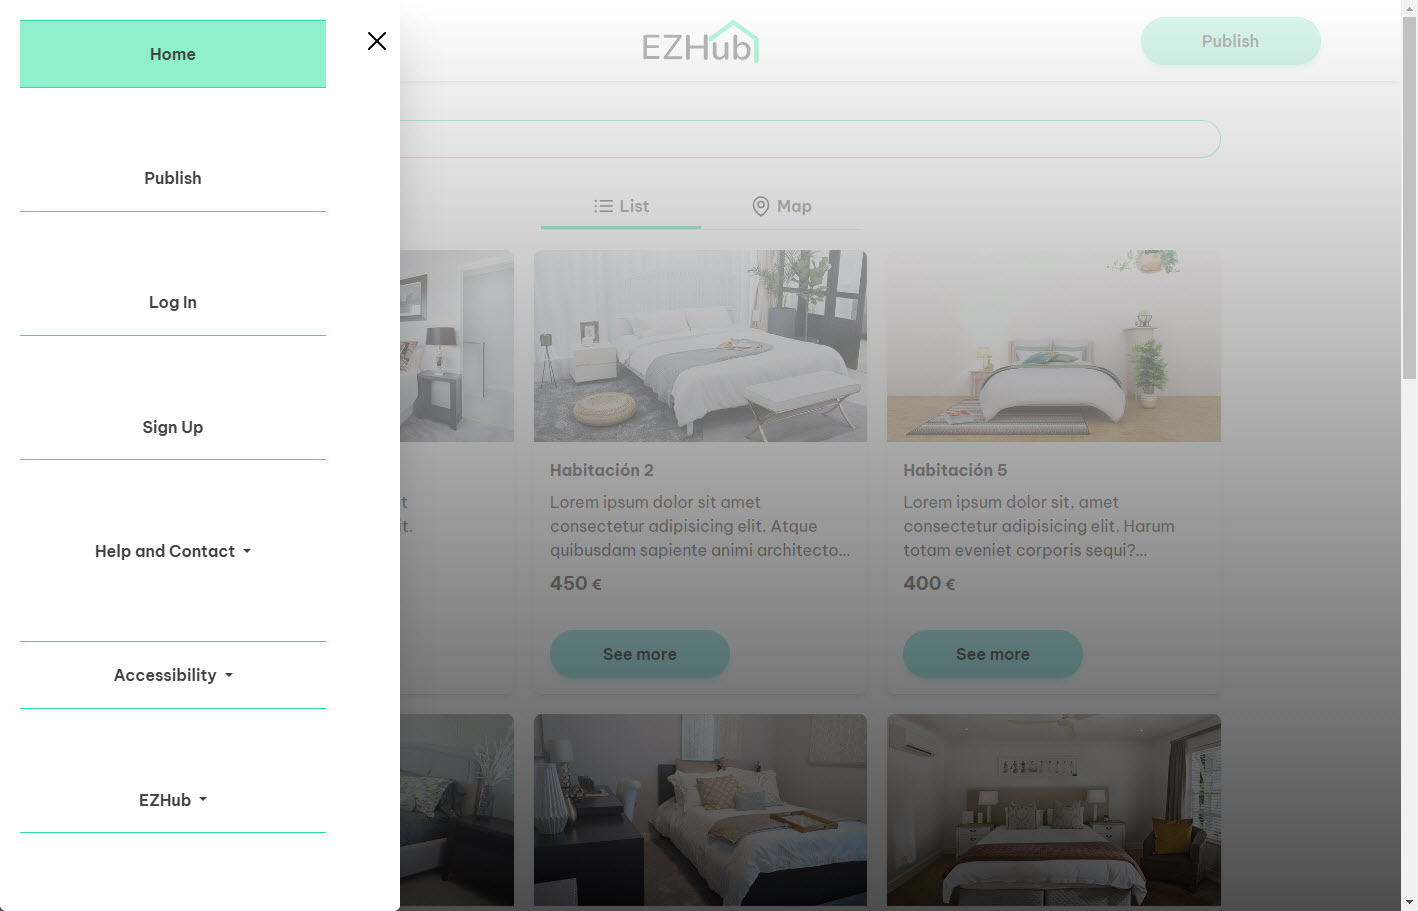 Home
Publish
Log In
Sign Up
Help and Contact
Accessibility
EZHub
EZHub
Publish
List
Map
t
t.
Habitación 2
Lorem ipsum dolor sit amet
consectetur adipisicing elit. Atque
quibusdam sapiente animi architecto...
450 €
See more
Habitación 5
Lorem ipsum dolor sit, amet
consectetur adipisicing elit. Harum
totam eveniet corporis sequi?...
400 €
See more